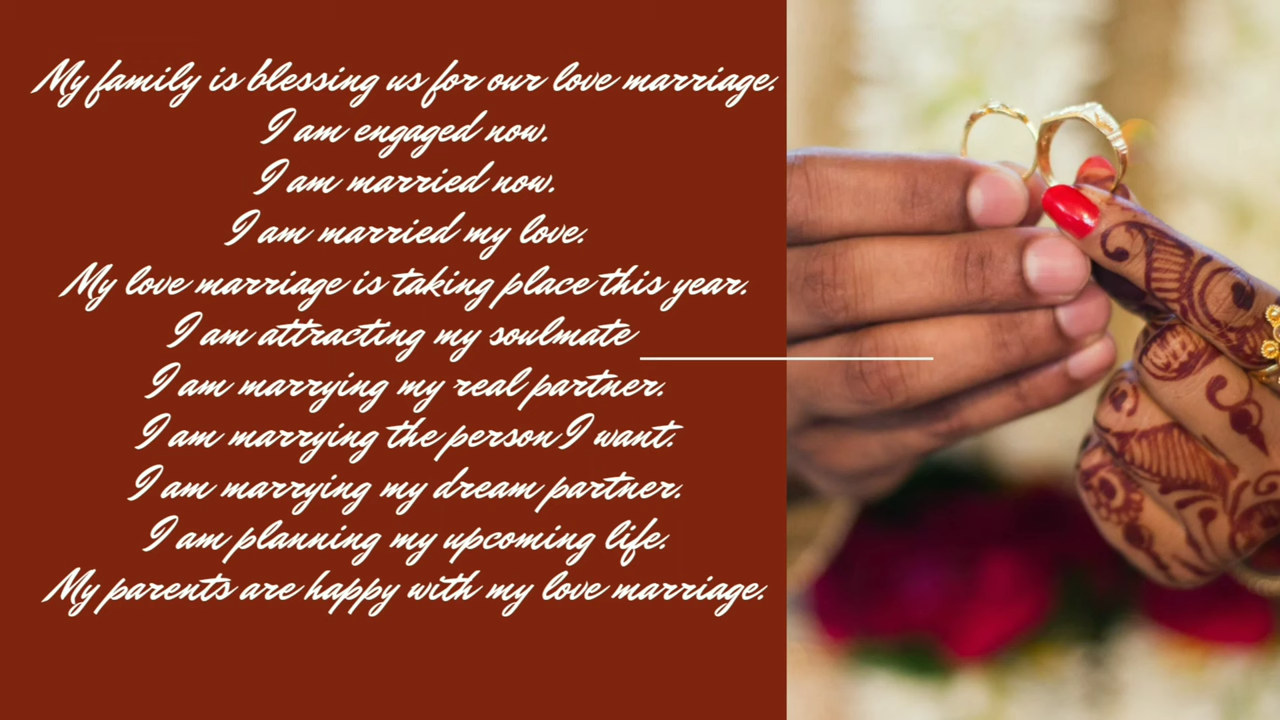 My family is blessing us for our love marriage.
I am engaged now.
I am married now.
I am married my love.
My love marriage is taking place this year.
I am attracting my soulmate
I am marrying my real partner.
I am marrying the person I want.
I am marrying my dream partner.
I am planning my upcoming life.
My parents are happy with my love marriage.